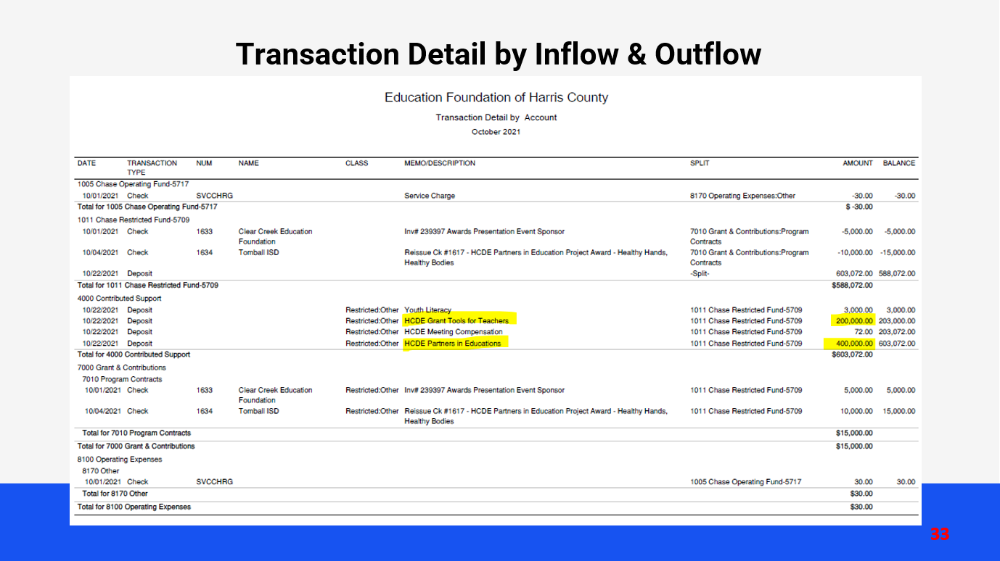 Transaction Detail by Inflow & Outflow
Education Foundation of Harris County
Transaction Detail by Account
October 2021
DATE TRANSACTION TYPE NUM NAME CLASS MEMO/DESCRIPTION SPLIT AMOUNT BALANCE
1005 Chase Operating Fund-5717
10/01/2021 Check SVCCHRG Service Charge 8170 Operating Expenses:Other -30.00 -30.00
Total for 1005 Chase Operating Fund-5717 $ -30.00
1011 Chase Restricted Fund-5709
10/01/2021 Check 1633 Clear Creek Education Foundation Inv# 239397 Awards Presentation Event Sponsor 7010 Grant & Contributions:Program Contracts -5,000.00 -5,000.00
10/04/2021 Check 1634 Tomball ISD Reissue Ck #1617 - HCDE Partners in Education Project Award - Healthy Hands, Healthy Bodies 7010 Grant & Contributions:Program Contracts -10,000.00 -15,000.00
10/22/2021 Deposit -Split- 603,072.00 588,072.00
Total for 1011 Chase Restricted Fund-5709 $588,072.00
4000 Contributed Support
10/22/2021 Deposit Restricted:Other Youth Literacy 1011 Chase Restricted Fund-5709 3,000.00 3,000.00
10/22/2021 Deposit Restricted:Other HCDE Grant Tools for Teachers 1011 Chase Restricted Fund-5709 200,000.00 203,000.00
10/22/2021 Deposit Restricted:Other HCDE Meeting Compensation 1011 Chase Restricted Fund-5709 72.00 203,072.00
10/22/2021 Deposit Restricted:Other HCDE Partners in Educations 1011 Chase Restricted Fund-5709 400,000.00 603,072.00
Total for 4000 Contributed Support $603,072.00
7000 Grant & Contributions
7010 Program Contracts
10/01/2021 Check 1633 Clear Creek Education Foundation Restricted:Other Inv# 239397 Awards Presentation Event Sponsor 1011 Chase Restricted Fund-5709 5,000.00 5,000.00
10/04/2021 Check 1634 Tomball ISD Restricted:Other Reissue Ck #1617 - HCDE Partners in Education Project Award - Healthy Hands, Healthy Bodies 1011 Chase Restricted Fund-5709 10,000.00 15,000.00
Total for 7010 Program Contracts $15,000.00
Total for 7000 Grant & Contributions $15,000.00
8100 Operating Expenses
8170 Other
10/01/2021 Check SVCCHRG 1005 Chase Operating Fund-5717 30.00 30.00
Total for 8170 Other $30.00
Total for 8100 Operating Expenses $30.00
33